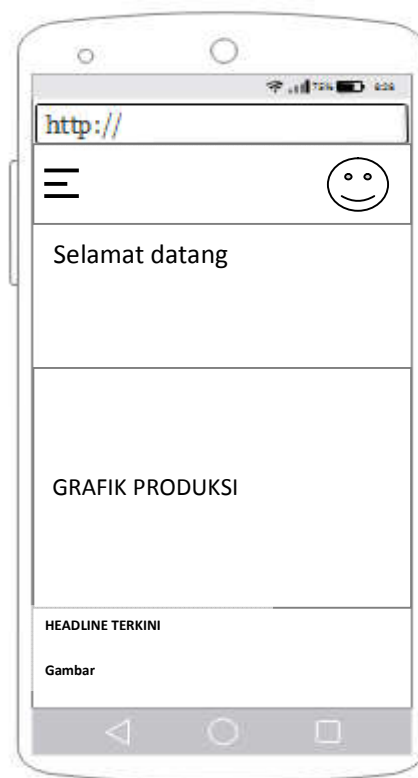 http://
Selamat datang
GRAFIK PRODUKSI
HEADLINE TERKINI
Gambar